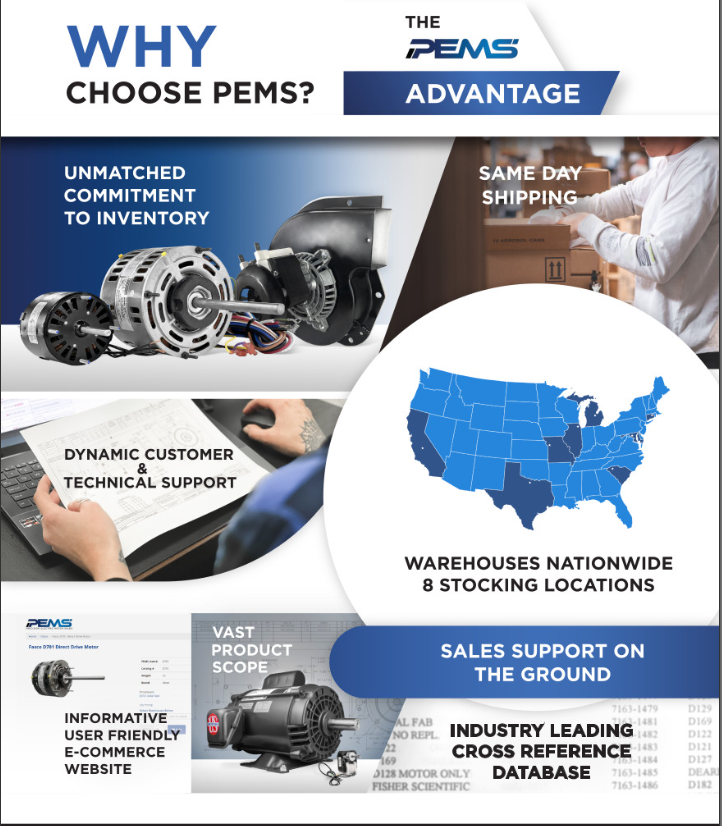 WHY
CHOOSE PEMS?
THE
PEMS
ADVANTAGE
UNMATCHED
COMMITMENT
TO INVENTORY
SAME DAY
SHIPPING
DYNAMIC CUSTOMER
&
TECHNICAL SUPPORT
WAREHOUSES NATIONWIDE
8 STOCKING LOCATIONS
SALES SUPPORT ON
THE GROUND
PEMS
Fasco D701 Direct Drive Motor
INFORMATIVE
USER FRIENDLY
E-COMMERCE
WEBSITE
VAST
PRODUCT
SCOPE
INDUSTRY LEADING
CROSS REFERENCE
DATABASE
7163-1479 D129
AL FAB 7163-1481 D169
NO REPL. 7163-1482 D122
22 7163-1483 D121
169 7163-1484 D127
D128 MOTOR ONLY 7163-1485 DEAR
FISHER SCIENTIFIC 7163-1486 D182